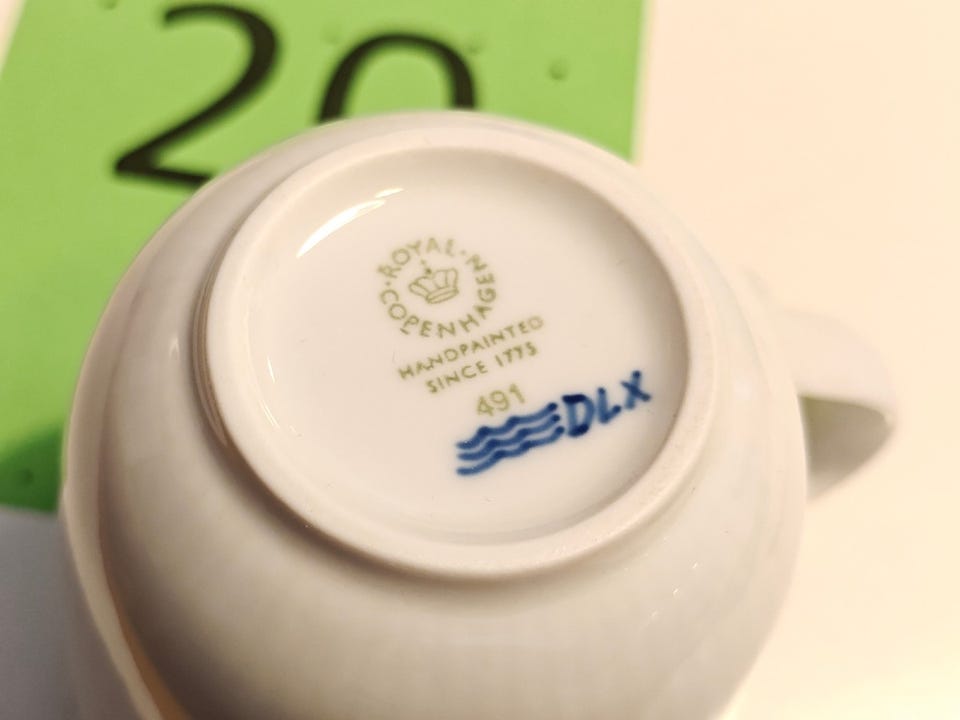 20
ROYAL COPENHAGEN
HANDPAINTED
SINCE 1775
491
DLX